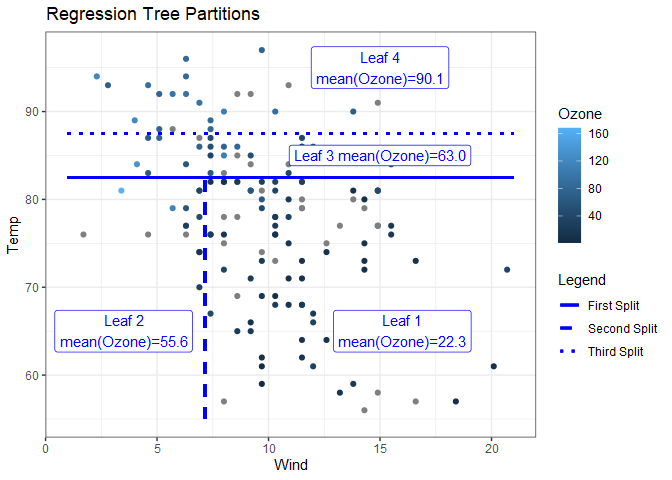 Regression Tree Partitions
Leaf 4
mean(Ozone)=90.1
Leaf 3 mean(Ozone)=63.0
Leaf 2
mean(Ozone)=55.6
Leaf 1
mean(Ozone)=22.3
Temp
90
80
70
60
0
5
10
15
20
Wind
Ozone
160
120
80
40
Legend
First Split
Second Split
Third Split